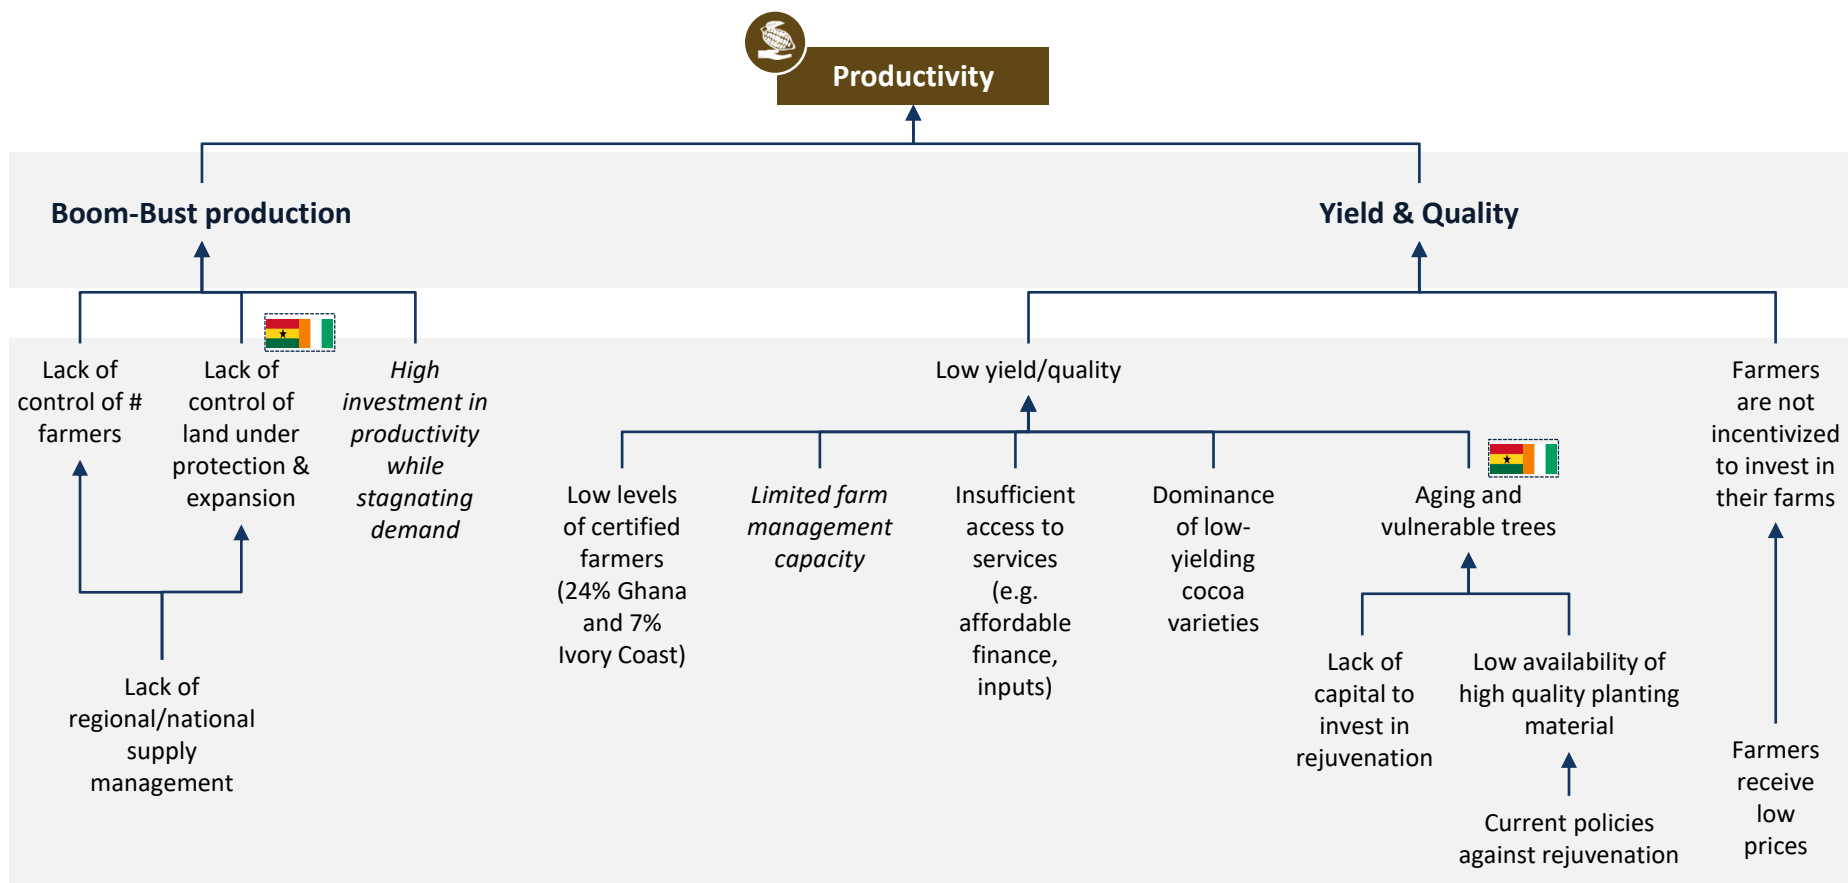 Productivity
Boom-Bust production
Yield & Quality
Lack of
control of #
farmers
Lack of
control of
land under
protection &
expansion
High
investment in
productivity
while
stagnating
demand
Lack of
regional/national
supply
management
Low yield/quality
Low levels
of certified
farmers
(24% Ghana
and 7%
Ivory Coast)
Limited farm
management
capacity
Insufficient
access to
services
(e.g.
affordable
finance,
inputs)
Dominance
of low-
yielding
cocoa
varieties
Aging and
vulnerable trees
Lack of
capital to
invest in
rejuvenation
Low availability of
high quality planting
material
Current policies
against rejuvenation
Farmers
are not
incentivized
to invest in
their farms
Farmers
receive
low
prices